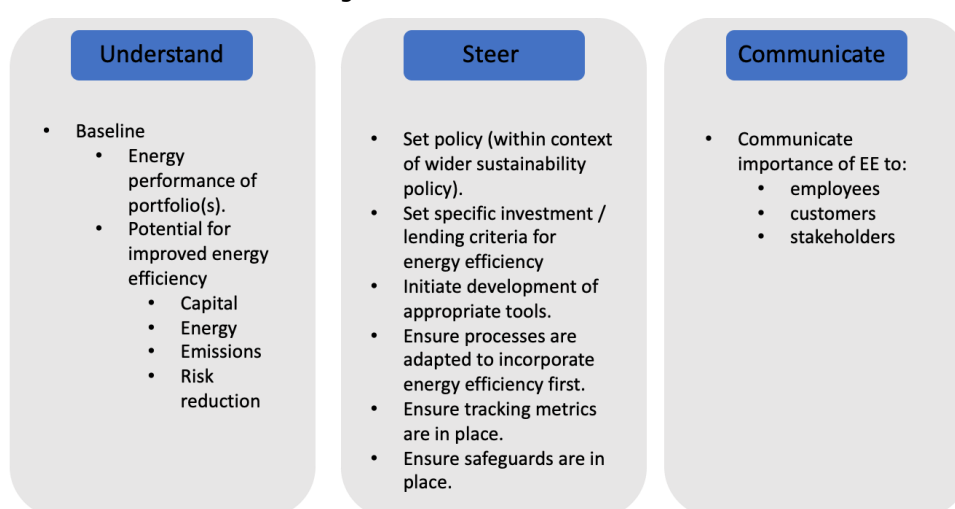 Understand
• Baseline
• Energy
performance of
portfolio(s).
• Potential for
improved energy
efficiency
• Capital
• Energy
• Emissions
• Risk
reduction
Steer
• Set policy (within context
of wider sustainability
policy).
• Set specific investment /
lending criteria for
energy efficiency
• Initiate development of
appropriate tools.
• Ensure processes are
adapted to incorporate
energy efficiency first.
• Ensure tracking metrics
are in place.
• Ensure safeguards are in
place.
Communicate
• Communicate
importance of EE to:
• employees
• customers
• stakeholders